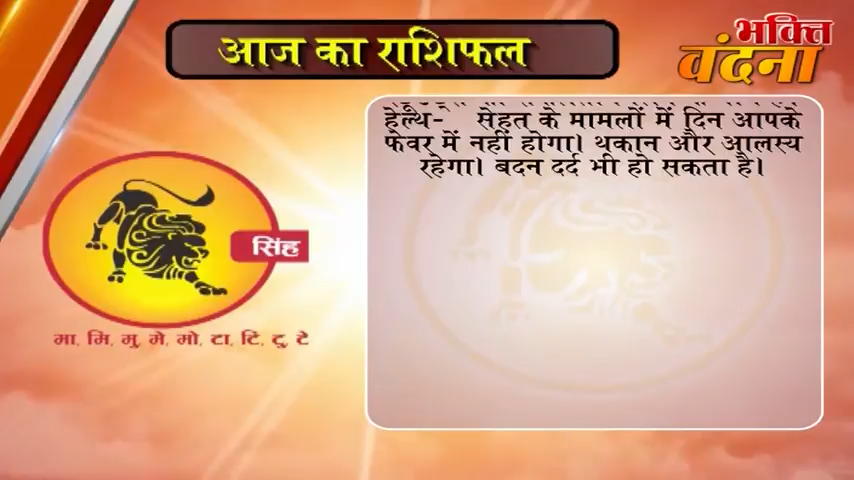 आज का राशिफल
भक्ति
वंदना
हेल्थ- सेहत के मामलों में दिन आपके
फेवर में नहीं होगा। थकान और आलस्य
रहेगा। बदन दर्द भी हो सकता है।
सिंह
मा, मि, मु, मे, मो, टा, टि, टु, टे